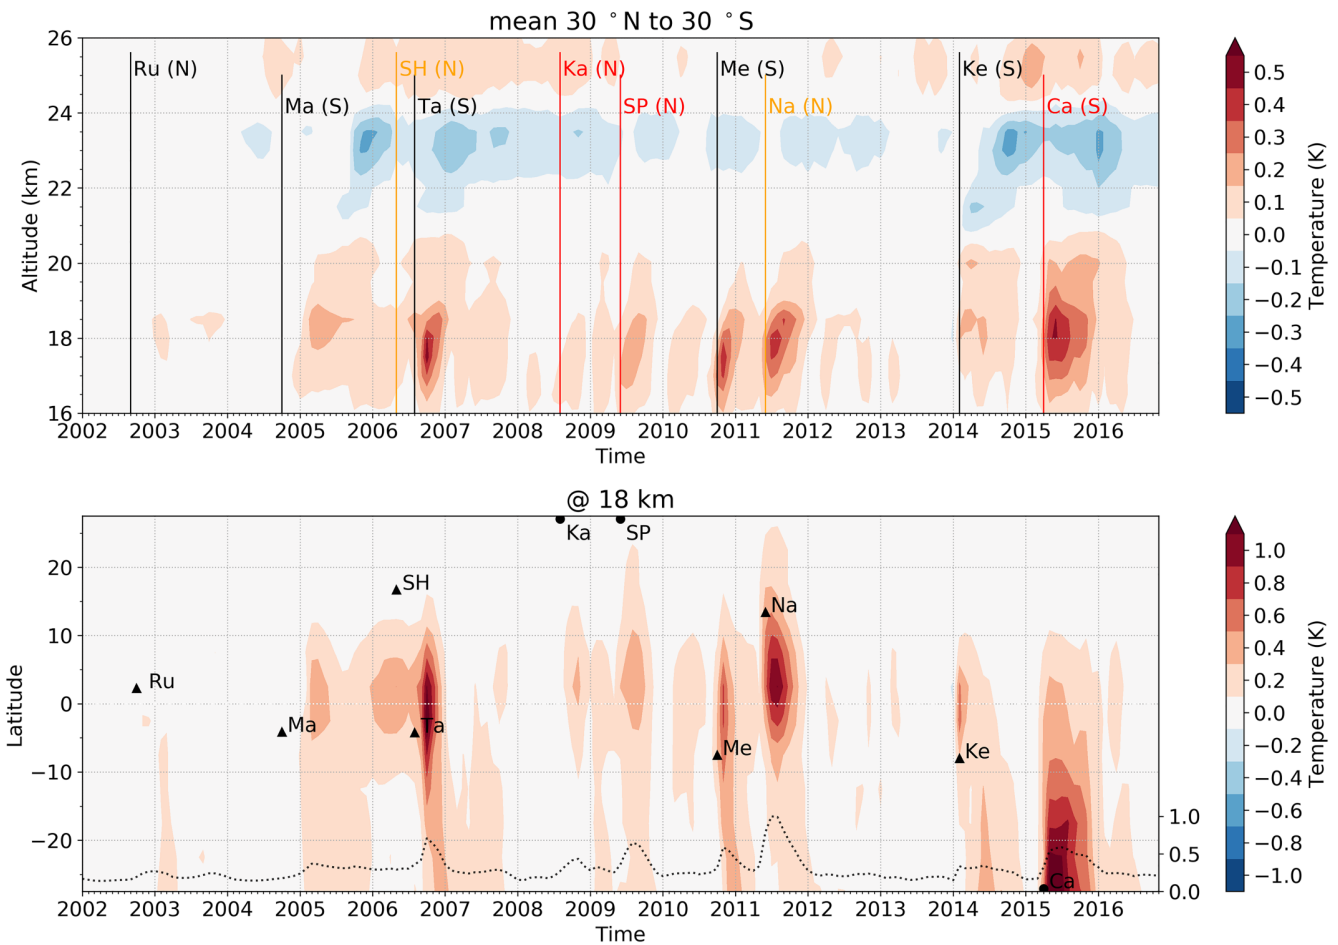 mean 30 °N to 30 °S
26
24
22
20
18
16
Altitude (km)
Ru (N)
Ma (S)
SH (N)
Ta (S)
Ka (N)
SP (N)
Me (S)
Na (N)
Ke (S)
Ca (S)
2002 2003 2004 2005 2006 2007 2008 2009 2010 2011 2012 2013 2014 2015 2016
Time
0.5
0.4
0.3
0.2
0.1
0.0
−0.1
−0.2
−0.3
−0.4
−0.5
Temperature (K)
@ 18 km
20
10
0
−10
−20
Latitude
Ru
Ma
SH
Ta
Ka
SP
Me
Na
Ke
Ca
1.0
0.5
0.0
2002 2003 2004 2005 2006 2007 2008 2009 2010 2011 2012 2013 2014 2015 2016
Time
1.0
0.8
0.6
0.4
0.2
0.0
−0.2
−0.4
−0.6
−0.8
−1.0
Temperature (K)